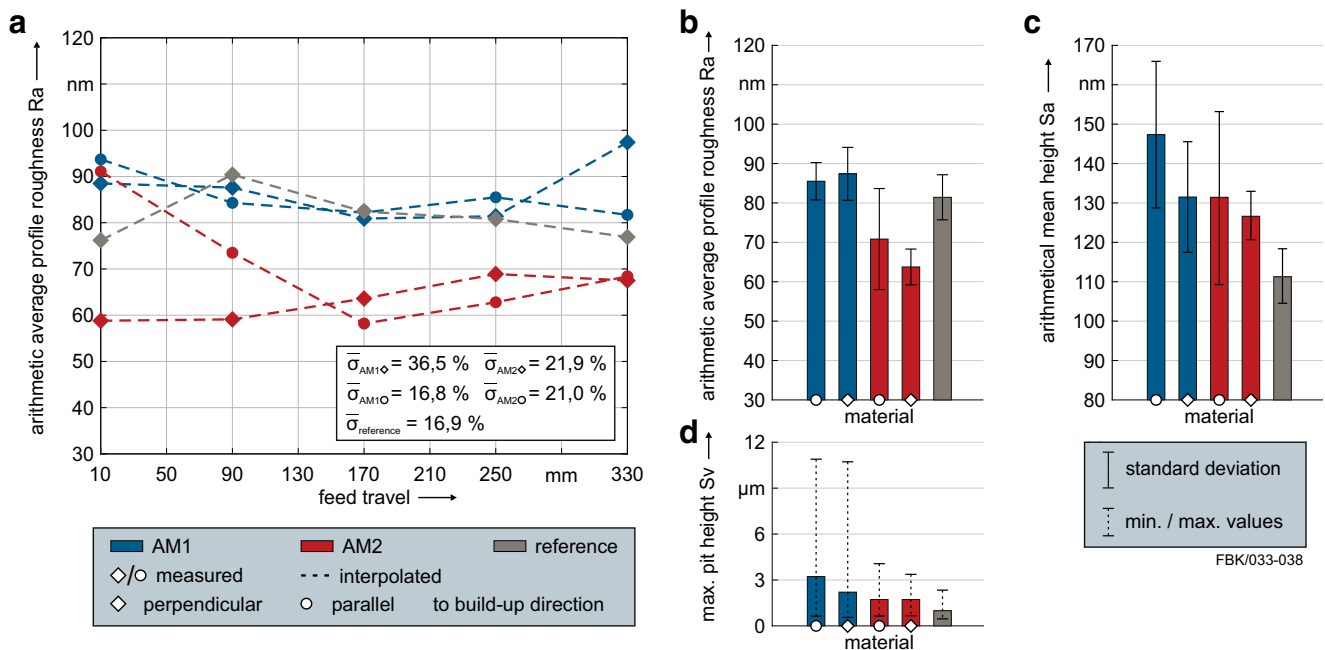 a
arithmetic average profile roughness Ra
120
nm
100
90
80
70
60
50
30
σ̅AM1◇ = 36,5 % σ̅AM2◇ = 21,9 %
σ̅AM1O = 16,8 % σ̅AM2O = 21,0 %
σ̅reference = 16,9 %
10 50 90 130 170 210 250 mm 330
feed travel
AM1 AM2 reference
◇/○ measured interpolated
perpendicular parallel to build-up direction
b
arithmetic average profile roughness Ra
120
nm
100
90
80
70
60
50
30
material
c
arithmetical mean height Sa
170
nm
150
140
130
120
110
100
90
80
material
d
max. pit height Sv
12
µm
6
3
0
material
standard deviation
min. / max. values
FBK/033-038